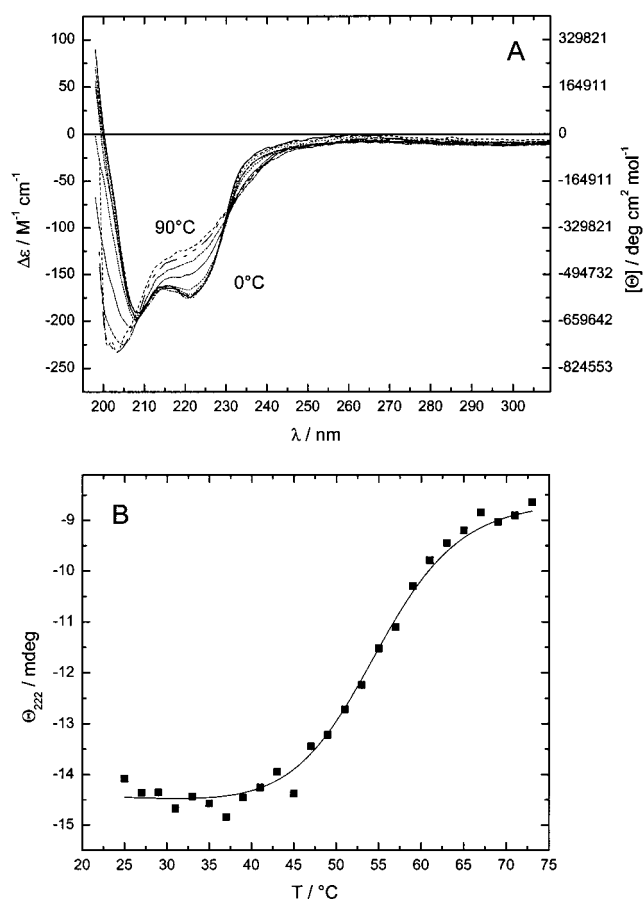 A
100
50
0
-50
-100
-150
-200
-250
329821
164911
0
-164911
-329821
-494732
-659642
-824553
Δε / M⁻¹ cm⁻¹
[Θ] / deg cm² mol⁻¹
90°C
0°C
200 210 220 230 240 250 260 270 280 290 300
λ / nm
B
-9
-10
-11
-12
-13
-14
-15
Θ₂₂₂ / mdeg
20 25 30 35 40 45 50 55 60 65 70 75
T / °C